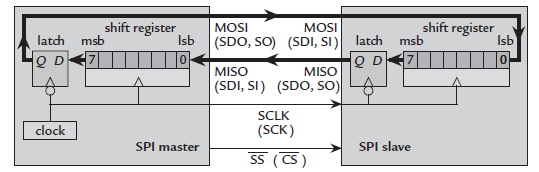 shift register
latch msb lsb
Q D 7 0
clock
SPI master
MOSI
(SDO, SO)
MOSI
(SDI, SI)
MISO
(SDI, SI)
MISO
(SDO, SO)
SCLK
(SCK)
SS (CS)
shift register
latch msb lsb
Q D 7 0
SPI slave